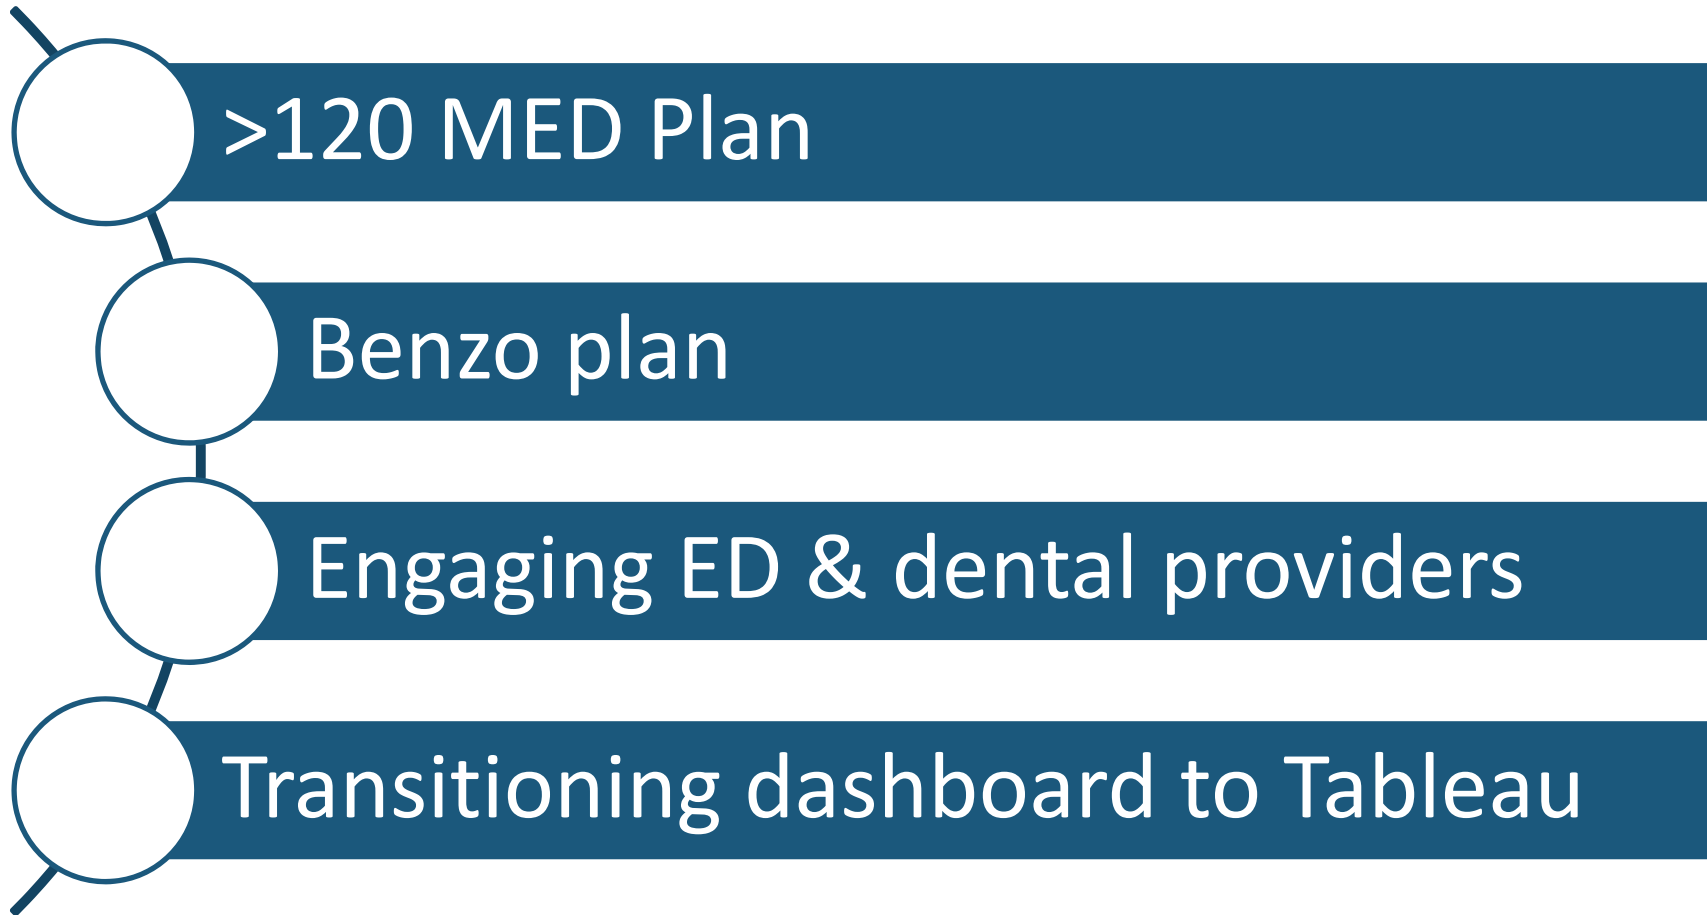 >120 MED Plan
Benzo plan
Engaging ED & dental providers
Transitioning dashboard to Tableau